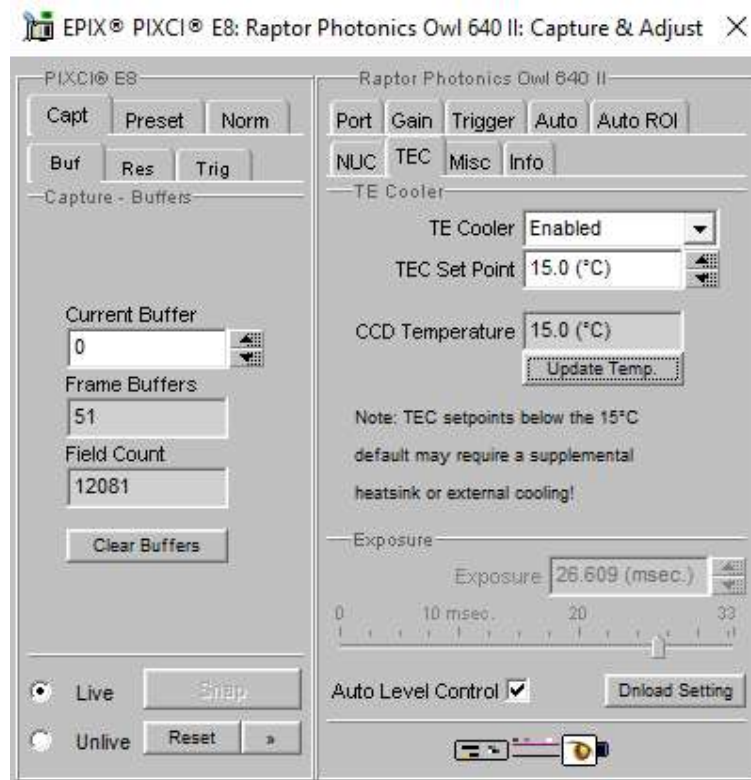 EPIX® PIXCI® E8: Raptor Photonics Owl 640 II: Capture & Adjust
PIXCI® E8
Capt Preset Norm
Buf Res Trig
Capture - Buffers
Current Buffer
0
Frame Buffers
51
Field Count
12081
Clear Buffers
Live Snap
Unlive Reset »
Raptor Photonics Owl 640 II
Port Gain Trigger Auto Auto ROI
NUC TEC Misc Info
TE Cooler
TE Cooler Enabled
TEC Set Point 15.0 (°C)
CCD Temperature 15.0 (°C)
Update Temp.
Note: TEC setpoints below the 15°C
default may require a supplemental
heatsink or external cooling!
Exposure
Exposure 26.609 (msec.)
0 10 msec. 20 33
Auto Level Control Dnload Setting